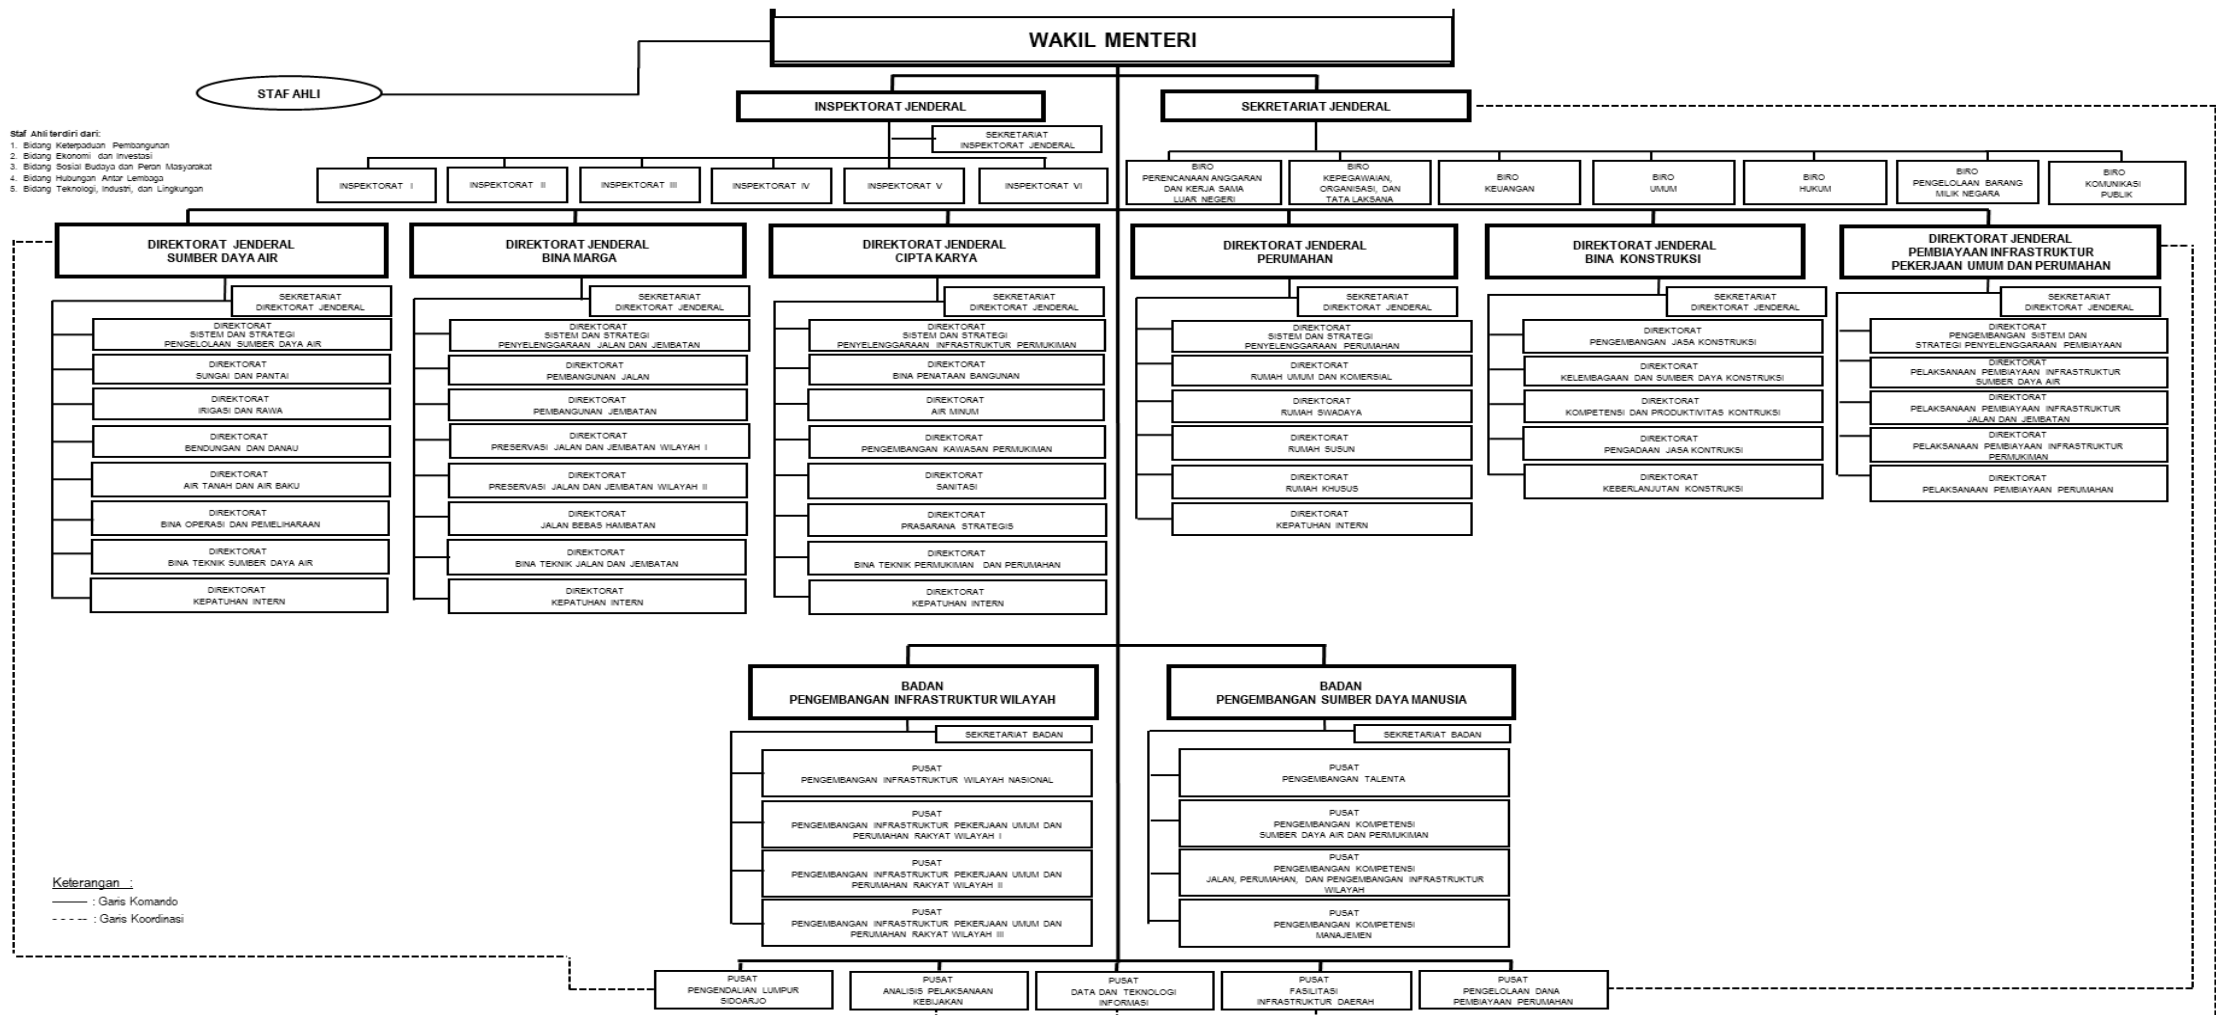 WAKIL MENTERI
STAF AHLI
Staf Ahli terdiri dari:
1. Bidang Keterpaduan Pembangunan
2. Bidang Ekonomi dan Investasi
3. Bidang Sosial Budaya dan Peran Masyarakat
4. Bidang Hubungan Antar Lembaga
5. Bidang Teknologi, Industri, dan Lingkungan
INSPEKTORAT JENDERAL
SEKRETARIAT
INSPEKTORAT JENDERAL
INSPEKTORAT I
INSPEKTORAT II
INSPEKTORAT III
INSPEKTORAT IV
INSPEKTORAT V
INSPEKTORAT VI
SEKRETARIAT JENDERAL
BIRO
PERENCANAAN ANGGARAN
DAN KERJA SAMA
LUAR NEGERI
BIRO
KEPEGAWAIAN,
ORGANISASI, DAN
TATA LAKSANA
BIRO
KEUANGAN
BIRO
UMUM
BIRO
HUKUM
BIRO
PENGELOLAAN BARANG
MILIK NEGARA
BIRO
KOMUNIKASI
PUBLIK
DIREKTORAT JENDERAL
SUMBER DAYA AIR
SEKRETARIAT
DIREKTORAT JENDERAL
DIREKTORAT
SISTEM DAN STRATEGI
PENGELOLAAN SUMBER DAYA AIR
DIREKTORAT
SUNGAI DAN PANTAI
DIREKTORAT
IRIGASI DAN RAWA
DIREKTORAT
BENDUNGAN DAN DANAU
DIREKTORAT
AIR TANAH DAN AIR BAKU
DIREKTORAT
BINA OPERASI DAN PEMELIHARAAN
DIREKTORAT
BINA TEKNIK SUMBER DAYA AIR
DIREKTORAT
KEPATUHAN INTERN
DIREKTORAT JENDERAL
BINA MARGA
SEKRETARIAT
DIREKTORAT JENDERAL
DIREKTORAT
SISTEM DAN STRATEGI
PENYELENGGARAAN JALAN DAN JEMBATAN
DIREKTORAT
PEMBANGUNAN JALAN
DIREKTORAT
PEMBANGUNAN JEMBATAN
DIREKTORAT
PRESERVASI JALAN DAN JEMBATAN WILAYAH I
DIREKTORAT
PRESERVASI JALAN DAN JEMBATAN WILAYAH II
DIREKTORAT
JALAN BEBAS HAMBATAN
DIREKTORAT
BINA TEKNIK JALAN DAN JEMBATAN
DIREKTORAT
KEPATUHAN INTERN
DIREKTORAT JENDERAL
CIPTA KARYA
SEKRETARIAT
DIREKTORAT JENDERAL
DIREKTORAT
SISTEM DAN STRATEGI
PENYELENGGARAAN INFRASTRUKTUR PERMUKIMAN
DIREKTORAT
BINA PENATAAN BANGUNAN
DIREKTORAT
AIR MINUM
DIREKTORAT
PENGEMBANGAN KAWASAN PERMUKIMAN
DIREKTORAT
SANITASI
DIREKTORAT
PRASARANA STRATEGIS
DIREKTORAT
BINA TEKNIK PERMUKIMAN DAN PERUMAHAN
DIREKTORAT
KEPATUHAN INTERN
DIREKTORAT JENDERAL
PERUMAHAN
SEKRETARIAT
DIREKTORAT JENDERAL
DIREKTORAT
SISTEM DAN STRATEGI
PENYELENGGARAAN PERUMAHAN
DIREKTORAT
RUMAH UMUM DAN KOMERSIAL
DIREKTORAT
RUMAH SWADAYA
DIREKTORAT
RUMAH SUSUN
DIREKTORAT
RUMAH KHUSUS
DIREKTORAT
KEPATUHAN INTERN
DIREKTORAT JENDERAL
BINA KONSTRUKSI
SEKRETARIAT
DIREKTORAT JENDERAL
DIREKTORAT
PENGEMBANGAN JASA KONSTRUKSI
DIREKTORAT
KELEMBAGAAN DAN SUMBER DAYA KONSTRUKSI
DIREKTORAT
KOMPETENSI DAN PRODUKTIVITAS KONTRUKSI
DIREKTORAT
PENGADAAN JASA KONTRUKSI
DIREKTORAT
KEBERLANJUTAN KONSTRUKSI
DIREKTORAT JENDERAL
PEMBIAYAAN INFRASTRUKTUR
PEKERJAAN UMUM DAN PERUMAHAN
SEKRETARIAT
DIREKTORAT JENDERAL
DIREKTORAT
PENGEMBANGAN SISTEM DAN
STRATEGI PENYELENGGARAAN PEMBIAYAAN
DIREKTORAT
PELAKSANAAN PEMBIAYAAN INFRASTRUKTUR
SUMBER DAYA AIR
DIREKTORAT
PELAKSANAAN PEMBIAYAAN INFRASTRUKTUR
JALAN DAN JEMBATAN
DIREKTORAT
PELAKSANAAN PEMBIAYAAN INFRASTRUKTUR
PERMUKIMAN
DIREKTORAT
PELAKSANAAN PEMBIAYAAN PERUMAHAN
BADAN
PENGEMBANGAN INFRASTRUKTUR WILAYAH
SEKRETARIAT BADAN
PUSAT
PENGEMBANGAN INFRASTRUKTUR WILAYAH NASIONAL
PUSAT
PENGEMBANGAN INFRASTRUKTUR PEKERJAAN UMUM DAN
PERUMAHAN RAKYAT WILAYAH I
PUSAT
PENGEMBANGAN INFRASTRUKTUR PEKERJAAN UMUM DAN
PERUMAHAN RAKYAT WILAYAH II
PUSAT
PENGEMBANGAN INFRASTRUKTUR PEKERJAAN UMUM DAN
PERUMAHAN RAKYAT WILAYAH III
BADAN
PENGEMBANGAN SUMBER DAYA MANUSIA
SEKRETARIAT BADAN
PUSAT
PENGEMBANGAN TALENTA
PUSAT
PENGEMBANGAN KOMPETENSI
SUMBER DAYA AIR DAN PERMUKIMAN
PUSAT
PENGEMBANGAN KOMPETENSI
JALAN, PERUMAHAN, DAN PENGEMBANGAN INFRASTRUKTUR
WILAYAH
PUSAT
PENGEMBANGAN KOMPETENSI
MANAJEMEN
Keterangan :
: Garis Komando
: Garis Koordinasi
PUSAT
PENGENDALIAN LUMPUR
SIDOARJO
PUSAT
ANALISIS PELAKSANAAN
KEBIJAKAN
PUSAT
DATA DAN TEKNOLOGI
INFORMASI
PUSAT
FASILITASI
INFRASTRUKTUR DAERAH
PUSAT
PENGELOLAAN DANA
PEMBIAYAAN PERUMAHAN